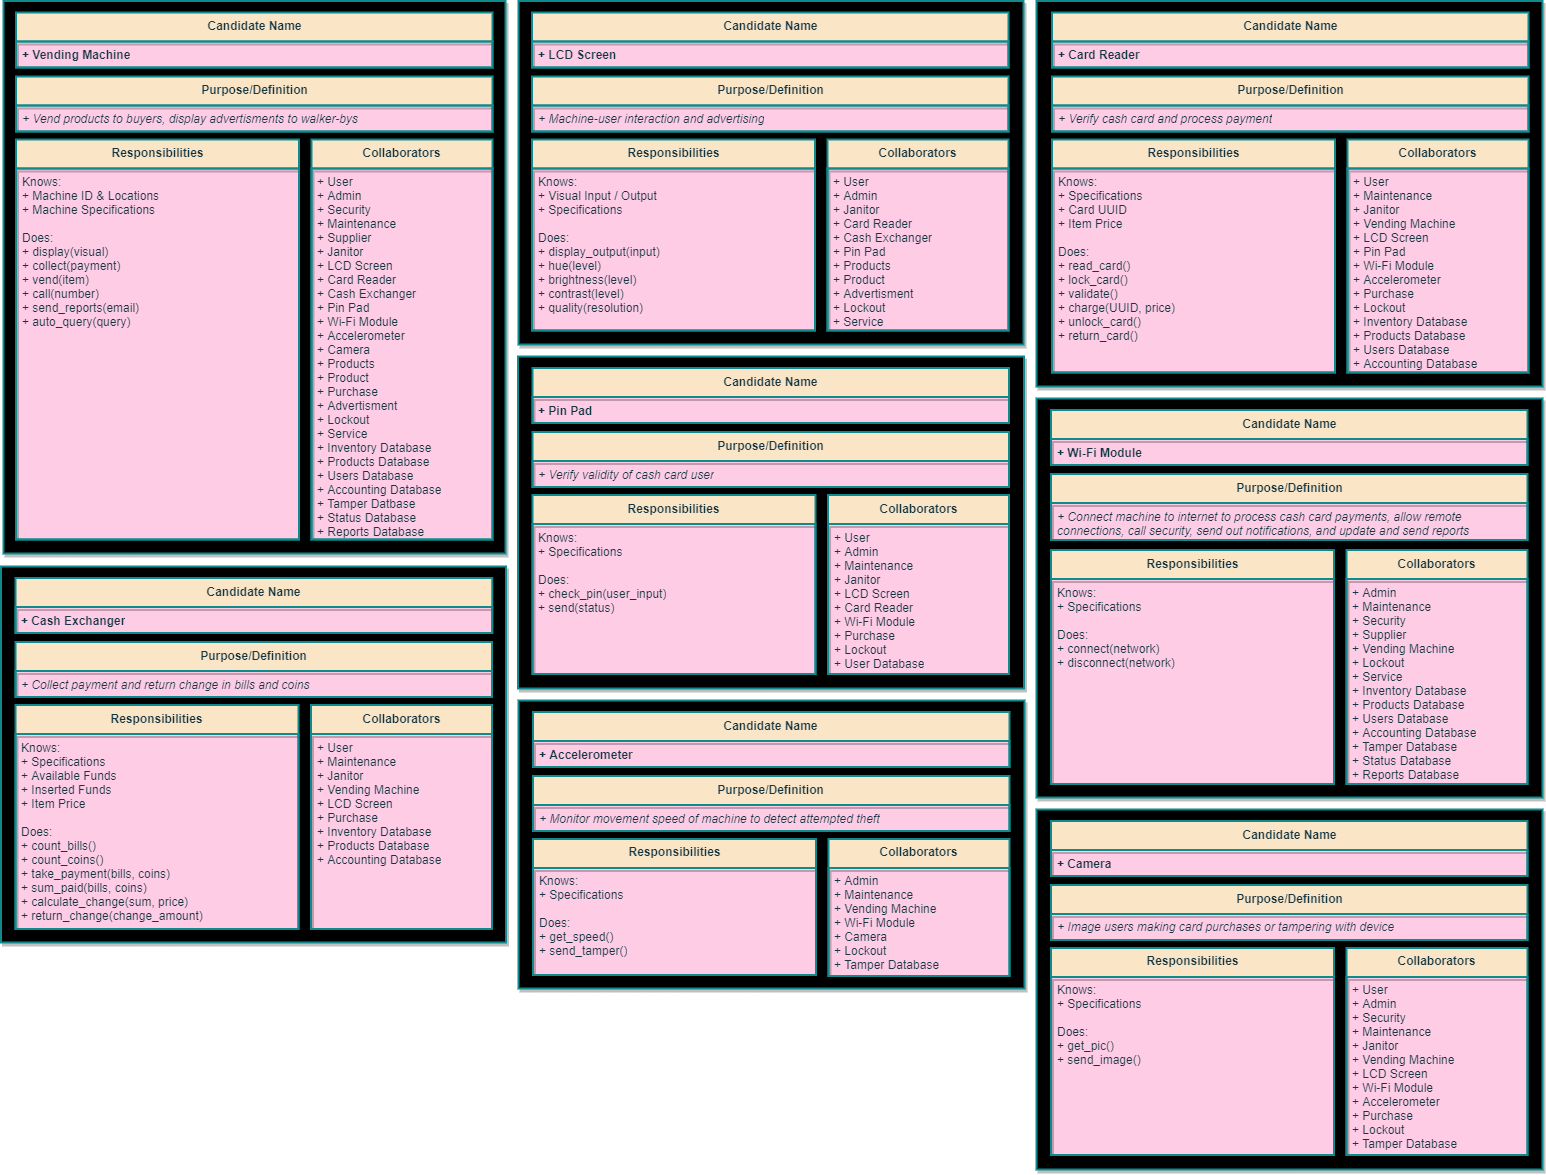 Candidate Name
+ Vending Machine
Purpose/Definition
+ Vend products to buyers, display advertisments to walker-bys
Responsibilities
Knows:
+ Machine ID & Locations
+ Machine Specifications
Does:
+ display(visual)
+ collect(payment)
+ vend(item)
+ call(number)
+ send_reports(email)
+ auto_query(query)
Collaborators
+ User
+ Admin
+ Security
+ Maintenance
+ Supplier
+ Janitor
+ LCD Screen
+ Card Reader
+ Cash Exchanger
+ Pin Pad
+ Wi-Fi Module
+ Accelerometer
+ Camera
+ Products
+ Product
+ Purchase
+ Advertisment
+ Lockout
+ Service
+ Inventory Database
+ Products Database
+ Users Database
+ Accounting Database
+ Tamper Datbase
+ Status Database
+ Reports Database
Candidate Name
+ Cash Exchanger
Purpose/Definition
+ Collect payment and return change in bills and coins
Responsibilities
Knows:
+ Specifications
+ Available Funds
+ Inserted Funds
+ Item Price
Does:
+ count_bills()
+ count_coins()
+ take_payment(bills, coins)
+ sum_paid(bills, coins)
+ calculate_change(sum, price)
+ return_change(change_amount)
Collaborators
+ User
+ Maintenance
+ Janitor
+ Vending Machine
+ LCD Screen
+ Purchase
+ Inventory Database
+ Products Database
+ Accounting Database
Candidate Name
+ LCD Screen
Purpose/Definition
+ Machine-user interaction and advertising
Responsibilities
Knows:
+ Visual Input / Output
+ Specifications
Does:
+ display_output(input)
+ hue(level)
+ brightness(level)
+ contrast(level)
+ quality(resolution)
Collaborators
+ User
+ Admin
+ Janitor
+ Card Reader
+ Cash Exchanger
+ Pin Pad
+ Products
+ Product
+ Advertisment
+ Lockout
+ Service
Candidate Name
+ Pin Pad
Purpose/Definition
+ Verify validity of cash card user
Responsibilities
Knows:
+ Specifications
Does:
+ check_pin(user_input)
+ send(status)
Collaborators
+ User
+ Admin
+ Maintenance
+ Janitor
+ LCD Screen
+ Card Reader
+ Wi-Fi Module
+ Purchase
+ Lockout
+ User Database
Candidate Name
+ Accelerometer
Purpose/Definition
+ Monitor movement speed of machine to detect attempted theft
Responsibilities
Knows:
+ Specifications
Does:
+ get_speed()
+ send_tamper()
Collaborators
+ Admin
+ Maintenance
+ Vending Machine
+ Wi-Fi Module
+ Camera
+ Lockout
+ Tamper Database
Candidate Name
+ Card Reader
Purpose/Definition
+ Verify cash card and process payment
Responsibilities
Knows:
+ Specifications
+ Card UUID
+ Item Price
Does:
+ read_card()
+ lock_card()
+ validate()
+ charge(UUID, price)
+ unlock_card()
+ return_card()
Collaborators
+ User
+ Maintenance
+ Janitor
+ Vending Machine
+ LCD Screen
+ Pin Pad
+ Wi-Fi Module
+ Accelerometer
+ Purchase
+ Lockout
+ Inventory Database
+ Products Database
+ Users Database
+ Accounting Database
Candidate Name
+ Wi-Fi Module
Purpose/Definition
+ Connect machine to internet to process cash card payments, allow remote
connections, call security, send out notifications, and update and send reports
Responsibilities
Knows:
+ Specifications
Does:
+ connect(network)
+ disconnect(network)
Collaborators
+ Admin
+ Maintenance
+ Security
+ Supplier
+ Vending Machine
+ Lockout
+ Service
+ Inventory Database
+ Products Database
+ Users Database
+ Accounting Database
+ Tamper Database
+ Status Database
+ Reports Database
Candidate Name
+ Camera
Purpose/Definition
+ Image users making card purchases or tampering with device
Responsibilities
Knows:
+ Specifications
Does:
+ get_pic()
+ send_image()
Collaborators
+ User
+ Admin
+ Security
+ Maintenance
+ Janitor
+ Vending Machine
+ LCD Screen
+ Wi-Fi Module
+ Accelerometer
+ Purchase
+ Lockout
+ Tamper Database